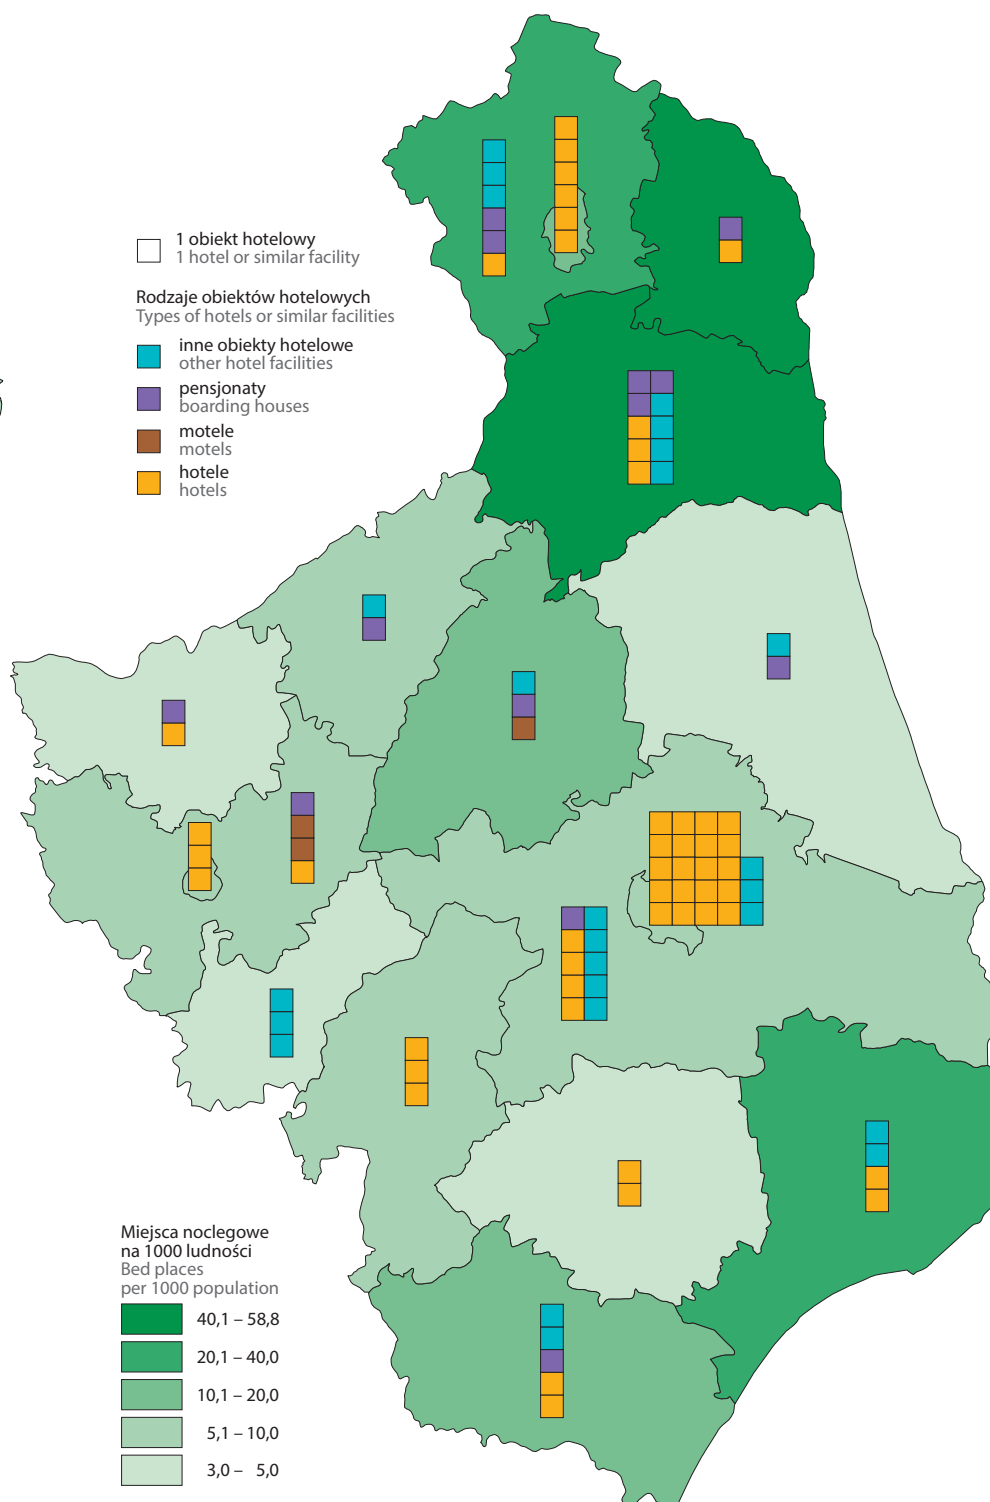 1 obiekt hotelowy
1 hotel or similar facility
Rodzaje obiektów hotelowych
Types of hotels or similar facilities
inne obiekty hotelowe
other hotel facilities
pensjonaty
boarding houses
motele
motels
hotele
hotels
Miejsca noclegowe
na 1000 ludności
Bed places
per 1000 population
40,1 – 58,8
20,1 – 40,0
10,1 – 20,0
5,1 – 10,0
3,0 – 5,0